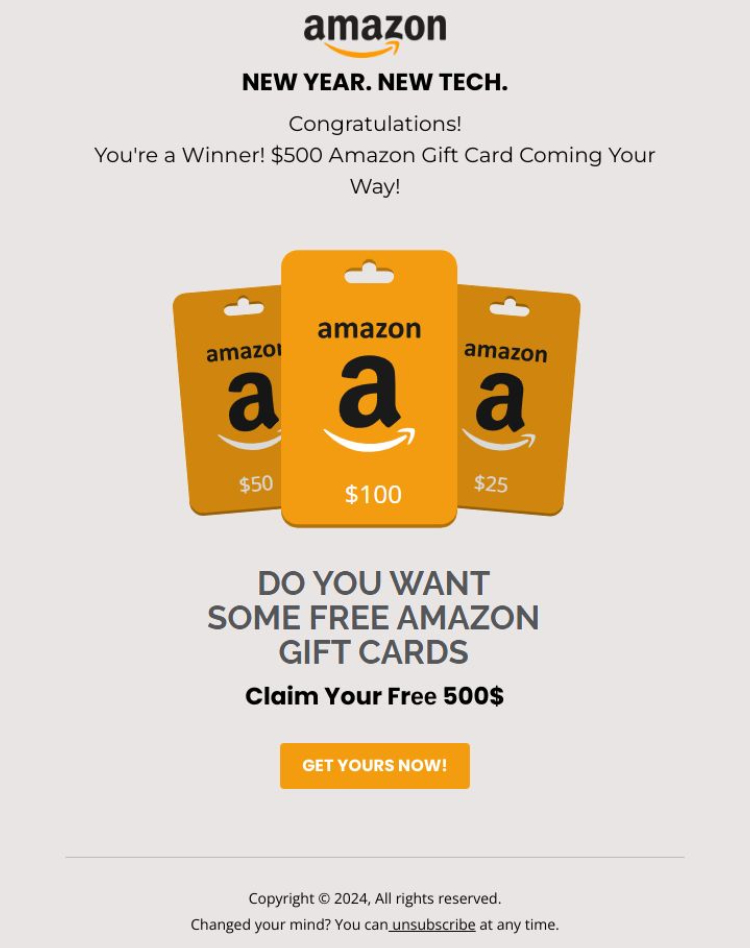 amazon
NEW YEAR. NEW TECH.
Congratulations!
You're a Winner! $500 Amazon Gift Card Coming Your
Way!
amazon
a
$50
amazon
a
$100
amazon
a
$25
DO YOU WANT
SOME FREE AMAZON
GIFT CARDS
Claim Your Free 500$
GET YOURS NOW!
Copyright © 2024, All rights reserved.
Changed your mind? You can unsubscribe at any time.